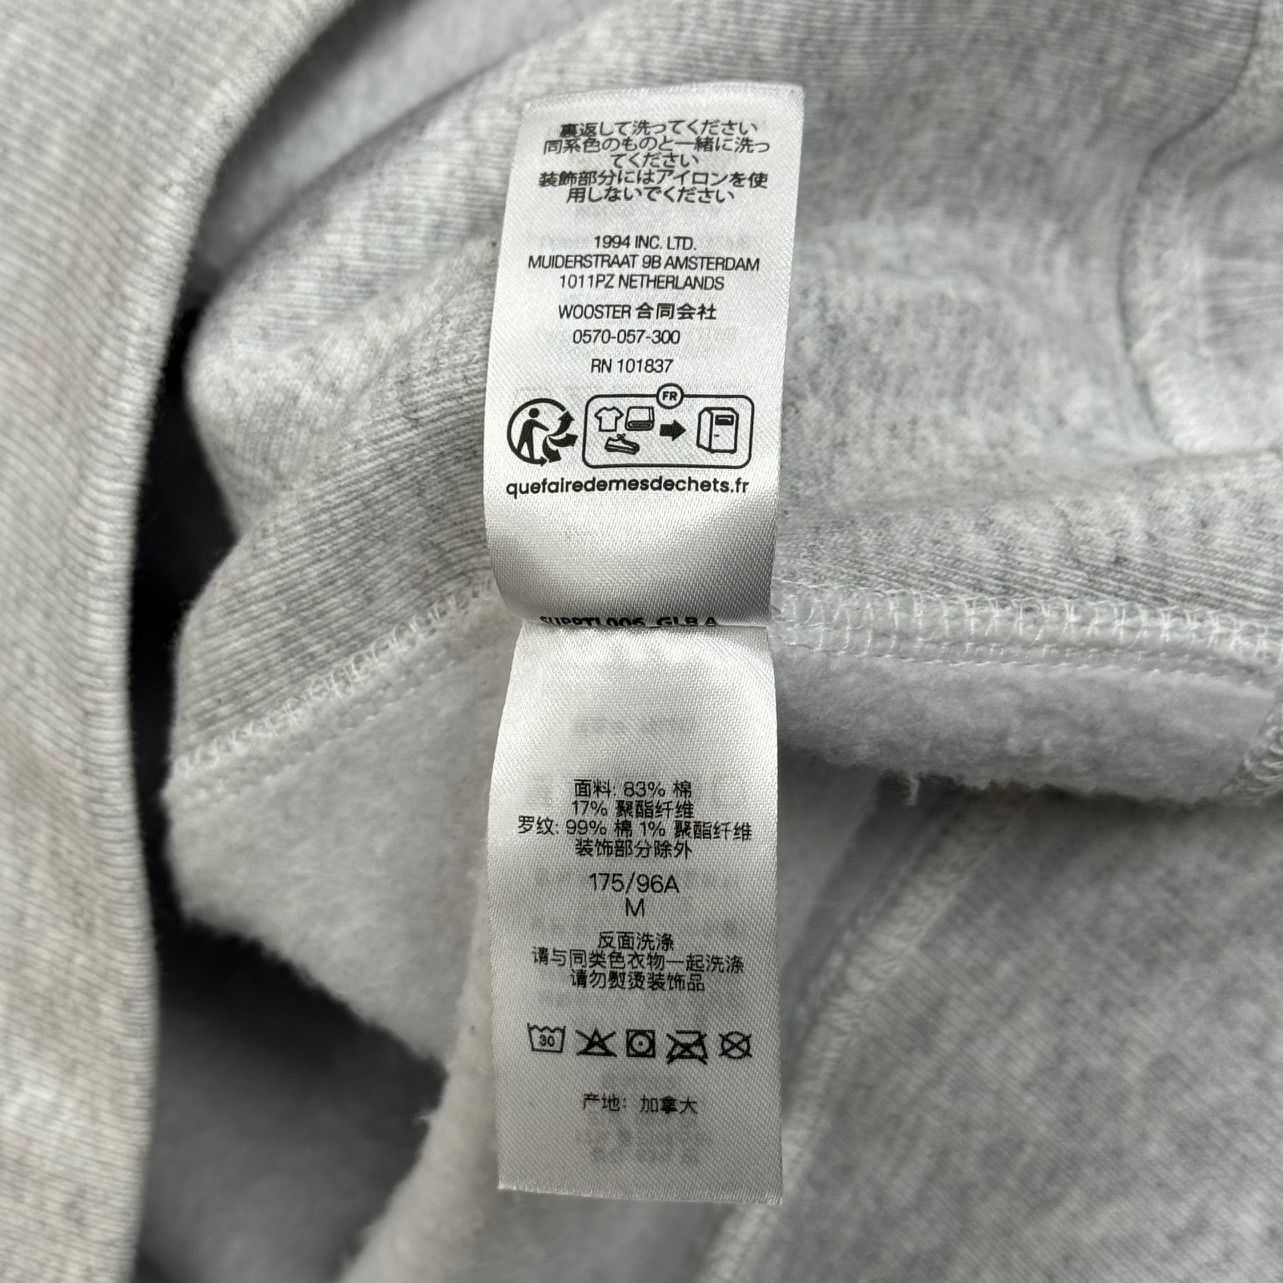 裏返して洗ってください
同系色のものと一緒に洗っ
てください
装飾部分にはアイロンを使
用しないでください
1994 INC. LTD.
MUIDERSTRAAT 9B AMSTERDAM
1011PZ NETHERLANDS
WOOSTER 合同会社
0570-057-300
RN 101837
FR
quefairedemesdechets.fr
面料: 83% 棉
17% 聚酯纤维
罗纹: 99% 棉 1% 聚酯纤维
装饰部分除外
175/96A
M
反面洗涤
请与同类色衣物一起洗涤
请勿熨烫装饰品
30
产地: 加拿大